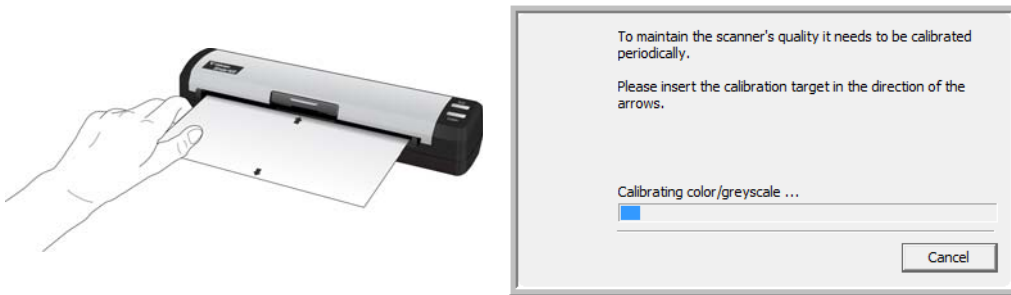 To maintain the scanner's quality it needs to be calibrated
periodically.
Please insert the calibration target in the direction of the
arrows.
Calibrating color/greyscale ...
Cancel